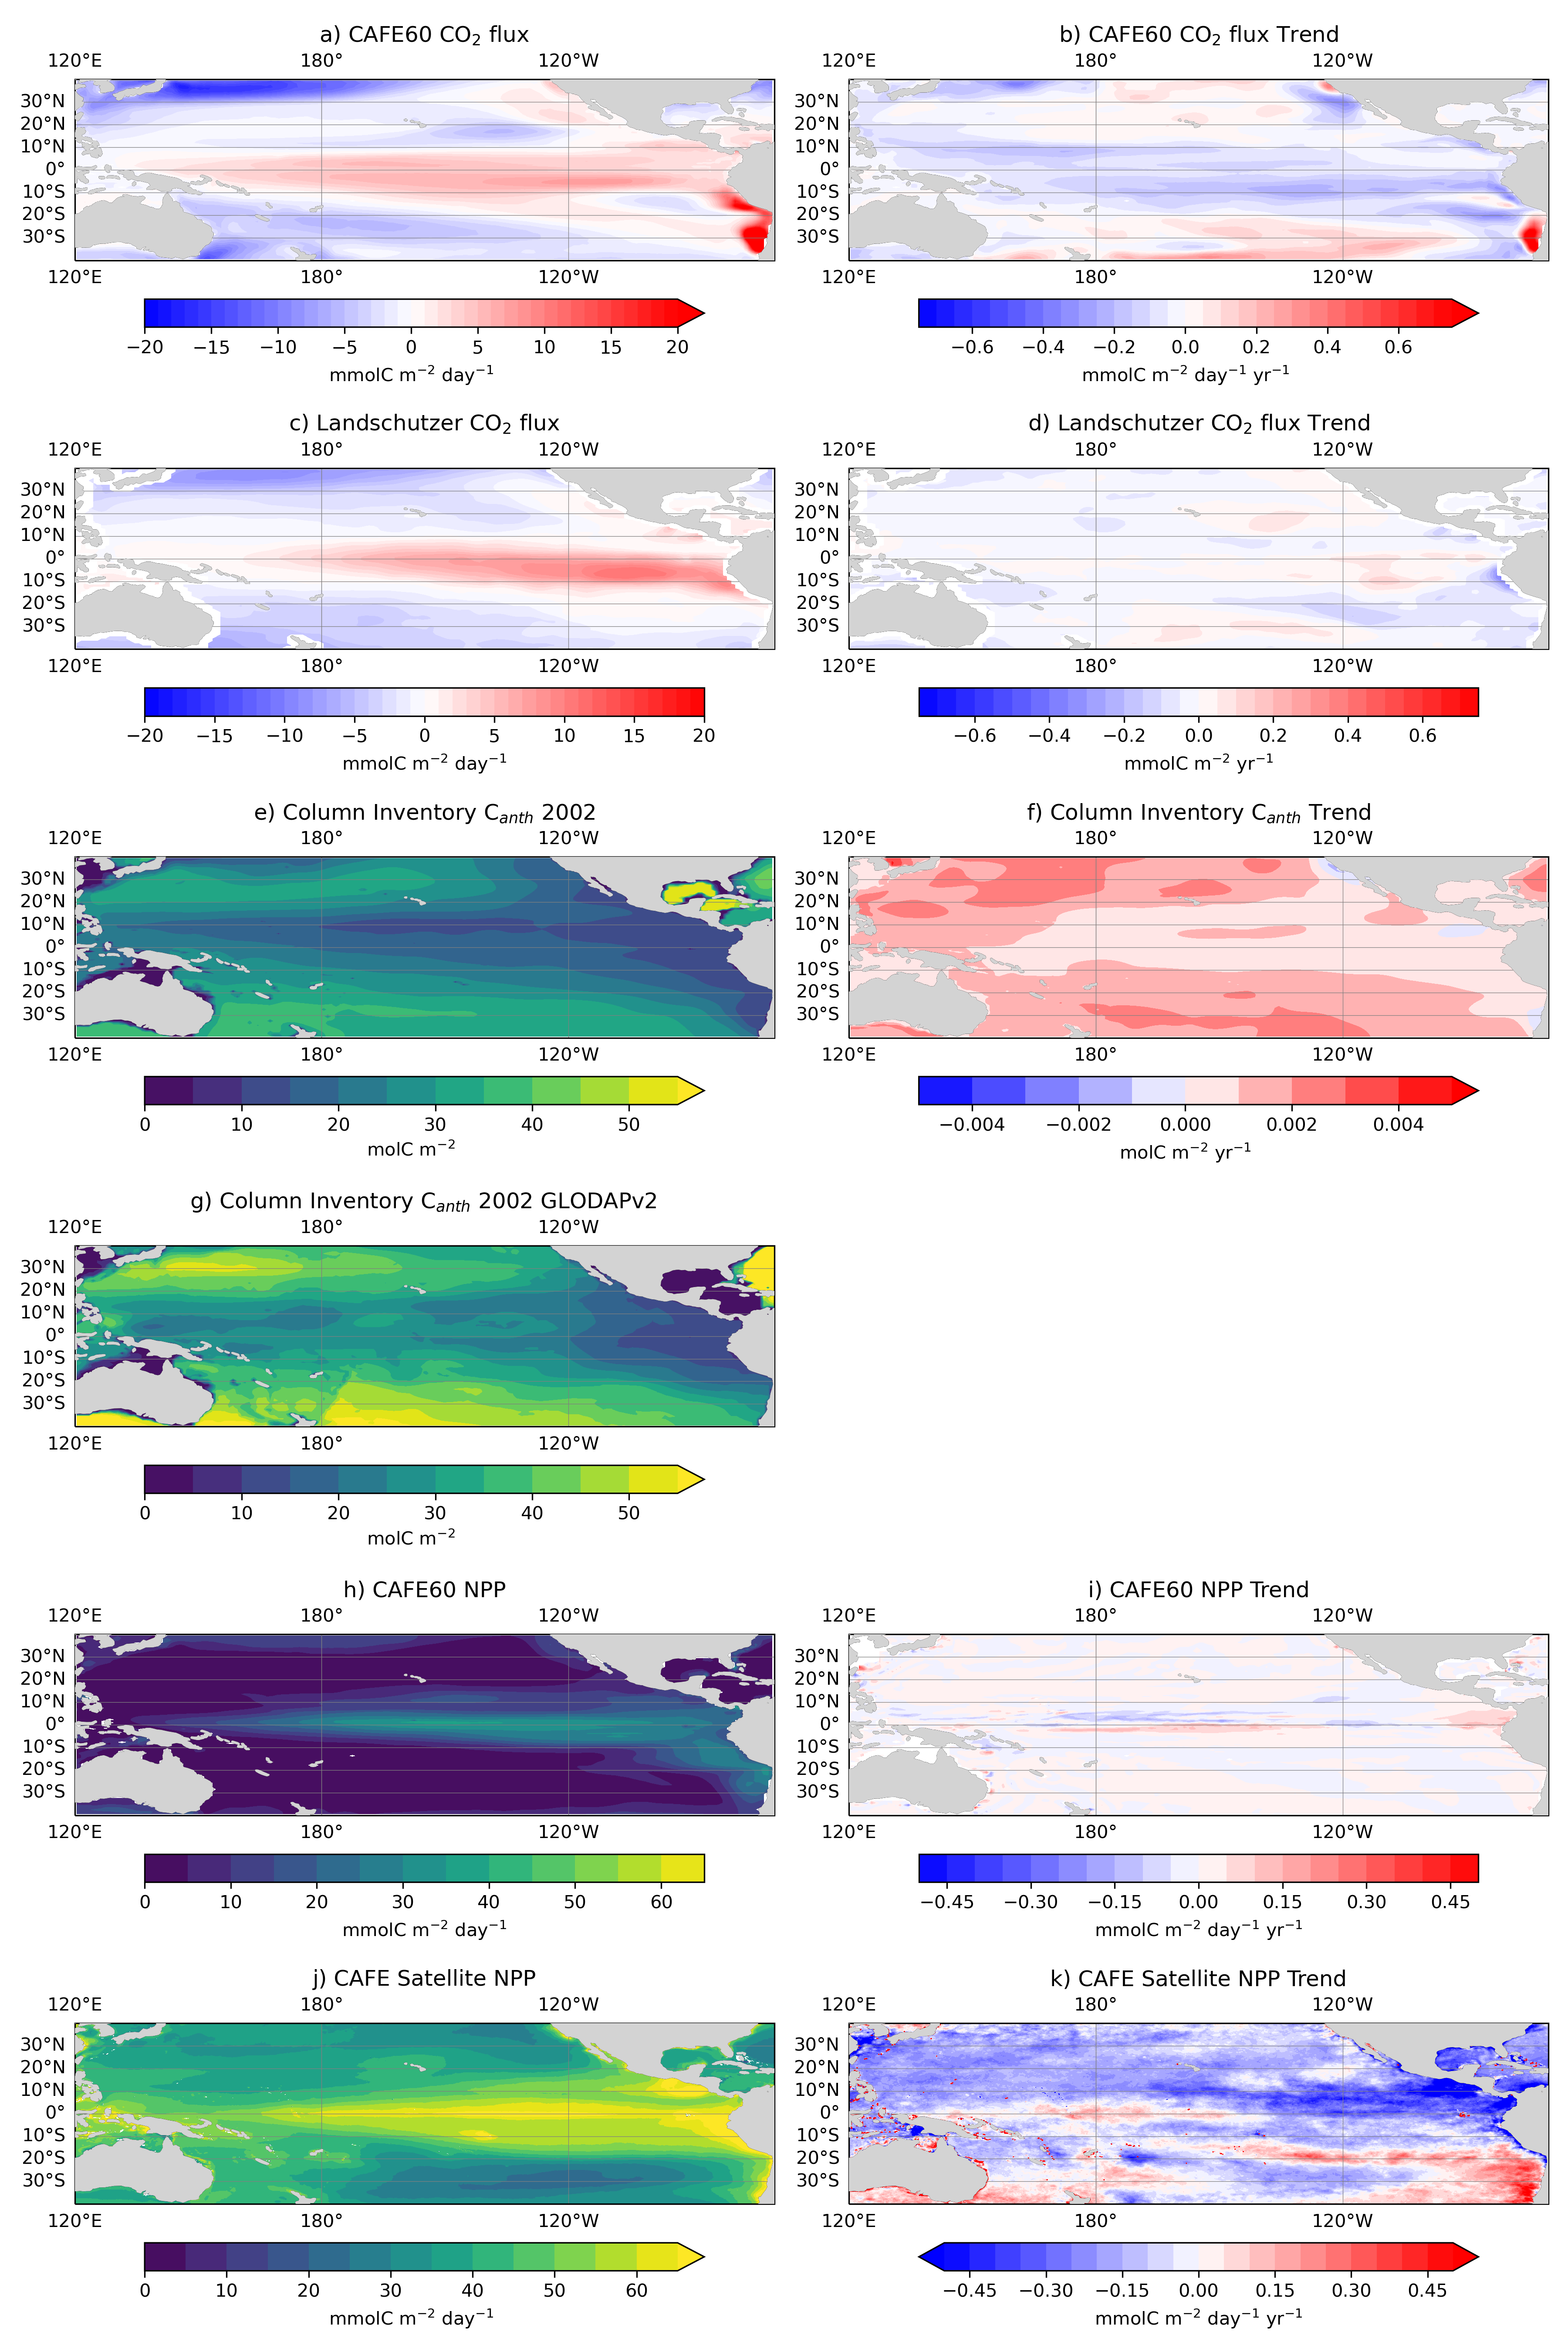 a) CAFE60 CO₂ flux
120°E 180° 120°W
30°N
20°N
10°N
0°
10°S
20°S
30°S
120°E 180° 120°W
−20 −15 −10 −5 0 5 10 15 20
mmolC m⁻² day⁻¹
b) CAFE60 CO₂ flux Trend
120°E 180° 120°W
30°N
20°N
10°N
0°
10°S
20°S
30°S
120°E 180° 120°W
−0.6 −0.4 −0.2 0.0 0.2 0.4 0.6
mmolC m⁻² day⁻¹ yr⁻¹
c) Landschutzer CO₂ flux
120°E 180° 120°W
30°N
20°N
10°N
0°
10°S
20°S
30°S
120°E 180° 120°W
−20 −15 −10 −5 0 5 10 15 20
mmolC m⁻² day⁻¹
d) Landschutzer CO₂ flux Trend
120°E 180° 120°W
30°N
20°N
10°N
0°
10°S
20°S
30°S
120°E 180° 120°W
−0.6 −0.4 −0.2 0.0 0.2 0.4 0.6
mmolC m⁻² yr⁻¹
e) Column Inventory Cₐₙₜₕ 2002
120°E 180° 120°W
30°N
20°N
10°N
0°
10°S
20°S
30°S
120°E 180° 120°W
0 10 20 30 40 50
molC m⁻²
f) Column Inventory Cₐₙₜₕ Trend
120°E 180° 120°W
30°N
20°N
10°N
0°
10°S
20°S
30°S
120°E 180° 120°W
−0.004 −0.002 0.000 0.002 0.004
molC m⁻² yr⁻¹
g) Column Inventory Cₐₙₜₕ 2002 GLODAPv2
120°E 180° 120°W
30°N
20°N
10°N
0°
10°S
20°S
30°S
120°E 180° 120°W
0 10 20 30 40 50
molC m⁻²
h) CAFE60 NPP
120°E 180° 120°W
30°N
20°N
10°N
0°
10°S
20°S
30°S
120°E 180° 120°W
0 10 20 30 40 50 60
mmolC m⁻² day⁻¹
i) CAFE60 NPP Trend
120°E 180° 120°W
30°N
20°N
10°N
0°
10°S
20°S
30°S
120°E 180° 120°W
−0.45 −0.30 −0.15 0.00 0.15 0.30 0.45
mmolC m⁻² day⁻¹ yr⁻¹
j) CAFE Satellite NPP
120°E 180° 120°W
30°N
20°N
10°N
0°
10°S
20°S
30°S
120°E 180° 120°W
0 10 20 30 40 50 60
mmolC m⁻² day⁻¹
k) CAFE Satellite NPP Trend
120°E 180° 120°W
30°N
20°N
10°N
0°
10°S
20°S
30°S
120°E 180° 120°W
−0.45 −0.30 −0.15 0.00 0.15 0.30 0.45
mmolC m⁻² day⁻¹ yr⁻¹